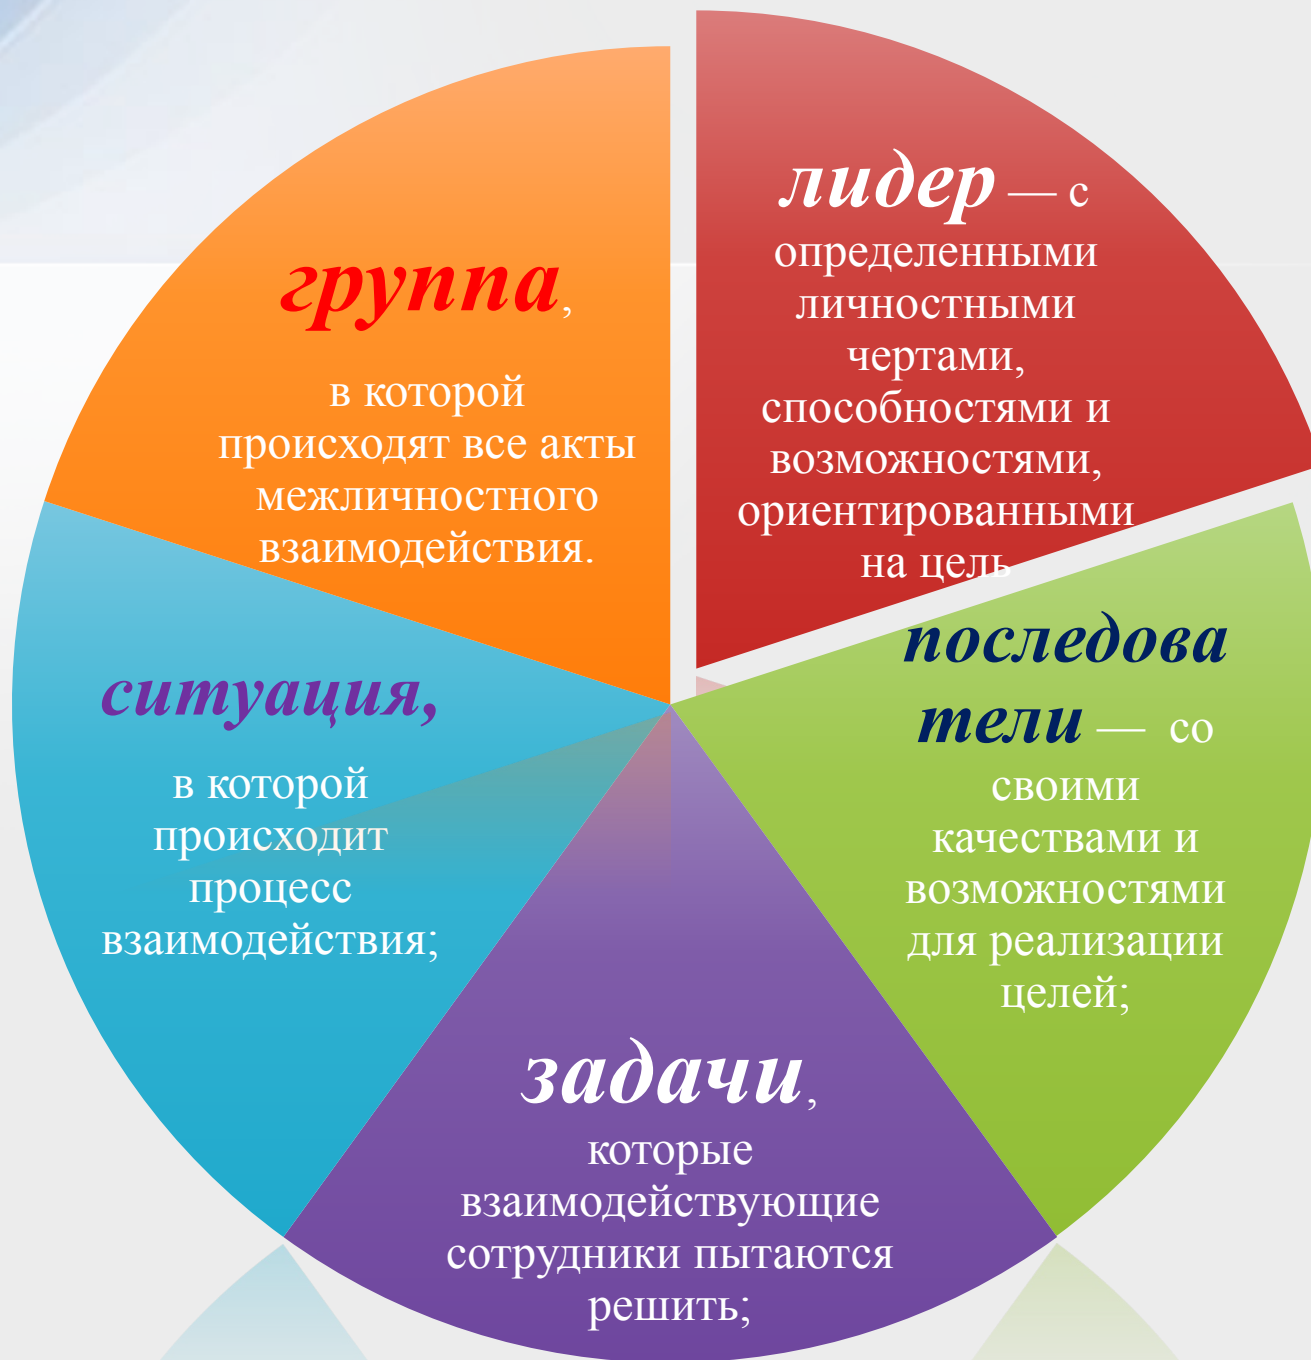 лидер — с
определенными
личностными
чертами,
способностями и
возможностями,
ориентированными
на цель
последова
тели — со
своими
качествами и
возможностями
для реализации
целей;
задачи,
которые
взаимодействующие
сотрудники пытаются
решить;
ситуация,
в которой
происходит
процесс
взаимодействия;
группа,
в которой
происходят все акты
межличностного
взаимодействия.